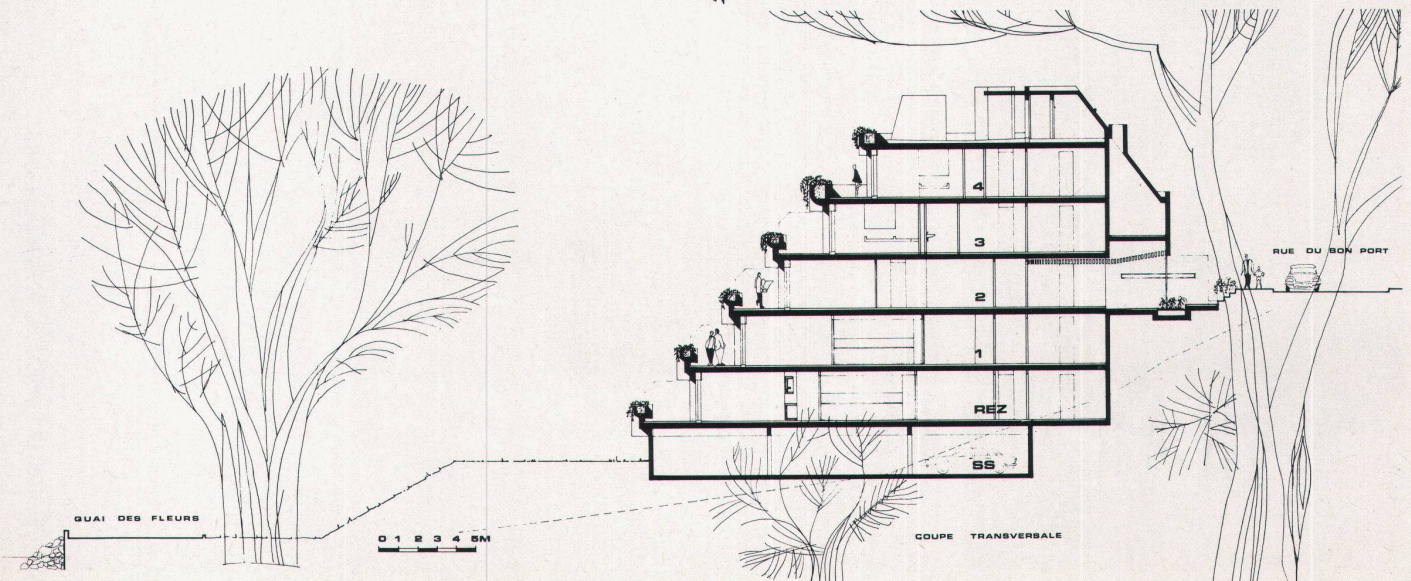 4
3
RUE DU BON PORT
2
1
REZ
SS
QUAI DES FLEURS
0 1 2 3 4 5M
COUPE TRANSVERSALE